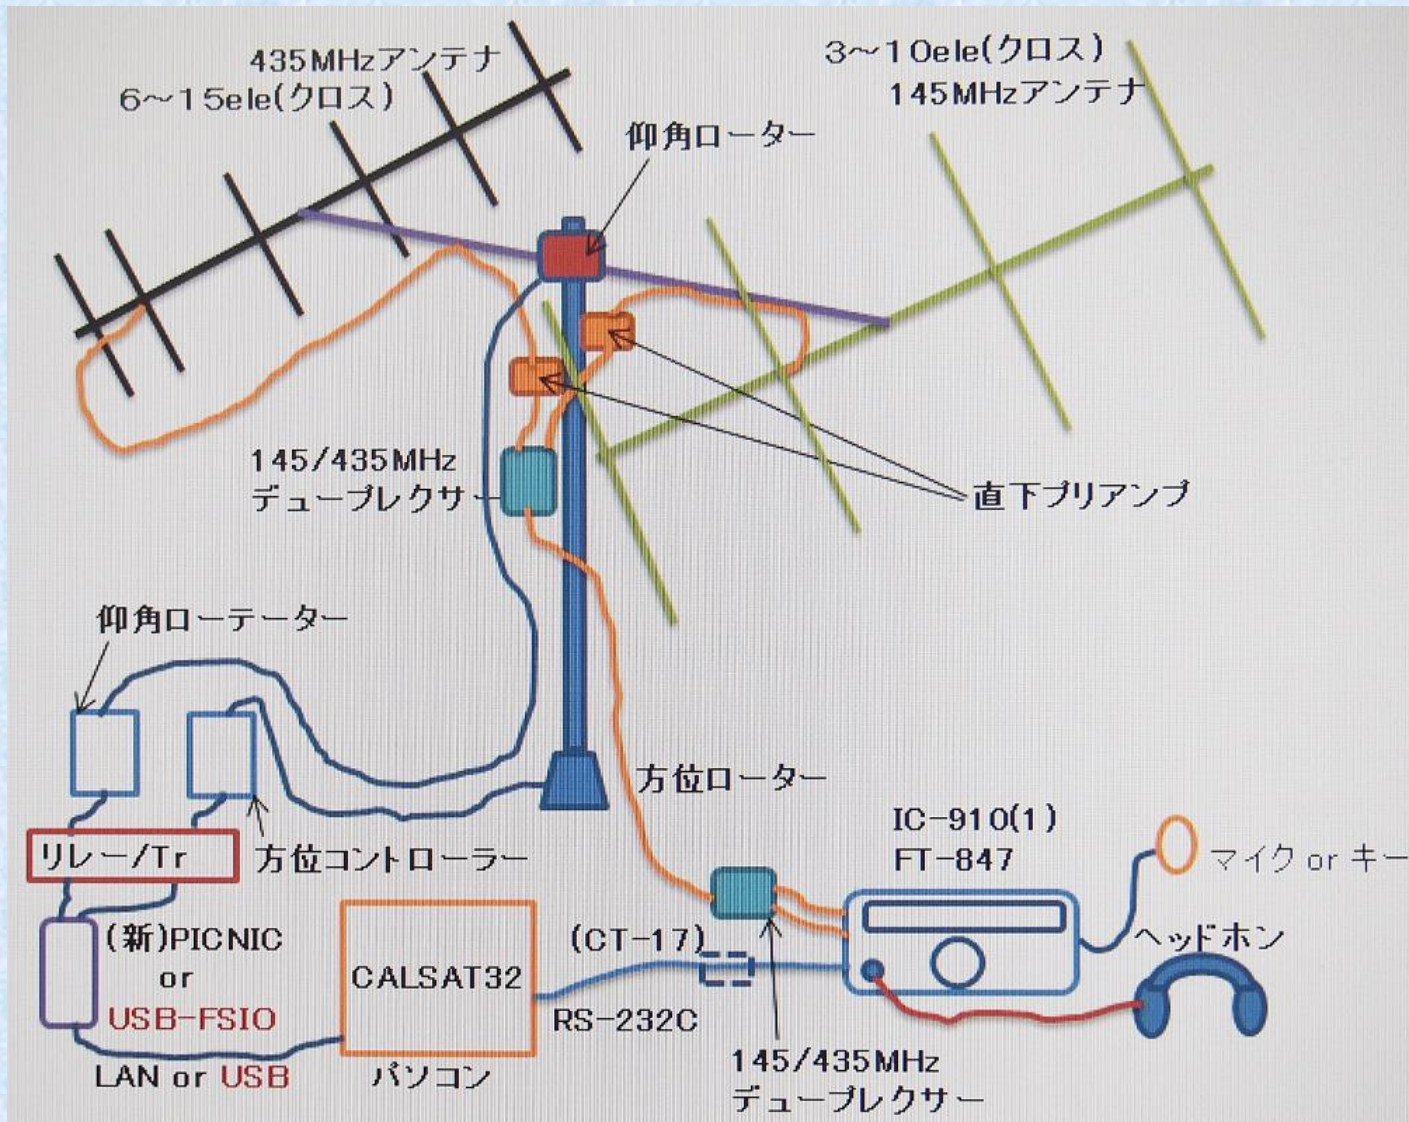 435MHzアンテナ
6～15ele(クロス)
3～10ele(クロス)
145MHzアンテナ
仰角ローター
145/435MHz
デュープレクサー
直下プリアンプ
仰角ローテーター
方位ローター
リレー/Tr
方位コントローラー
IC-910(1)
FT-847
マイク or キー
(新)PICNIC
or
USB-FSIO
CALSAT32
(CT-17)
RS-232C
ヘッドホン
LAN or USB
パソコン
145/435MHz
デュープレクサー